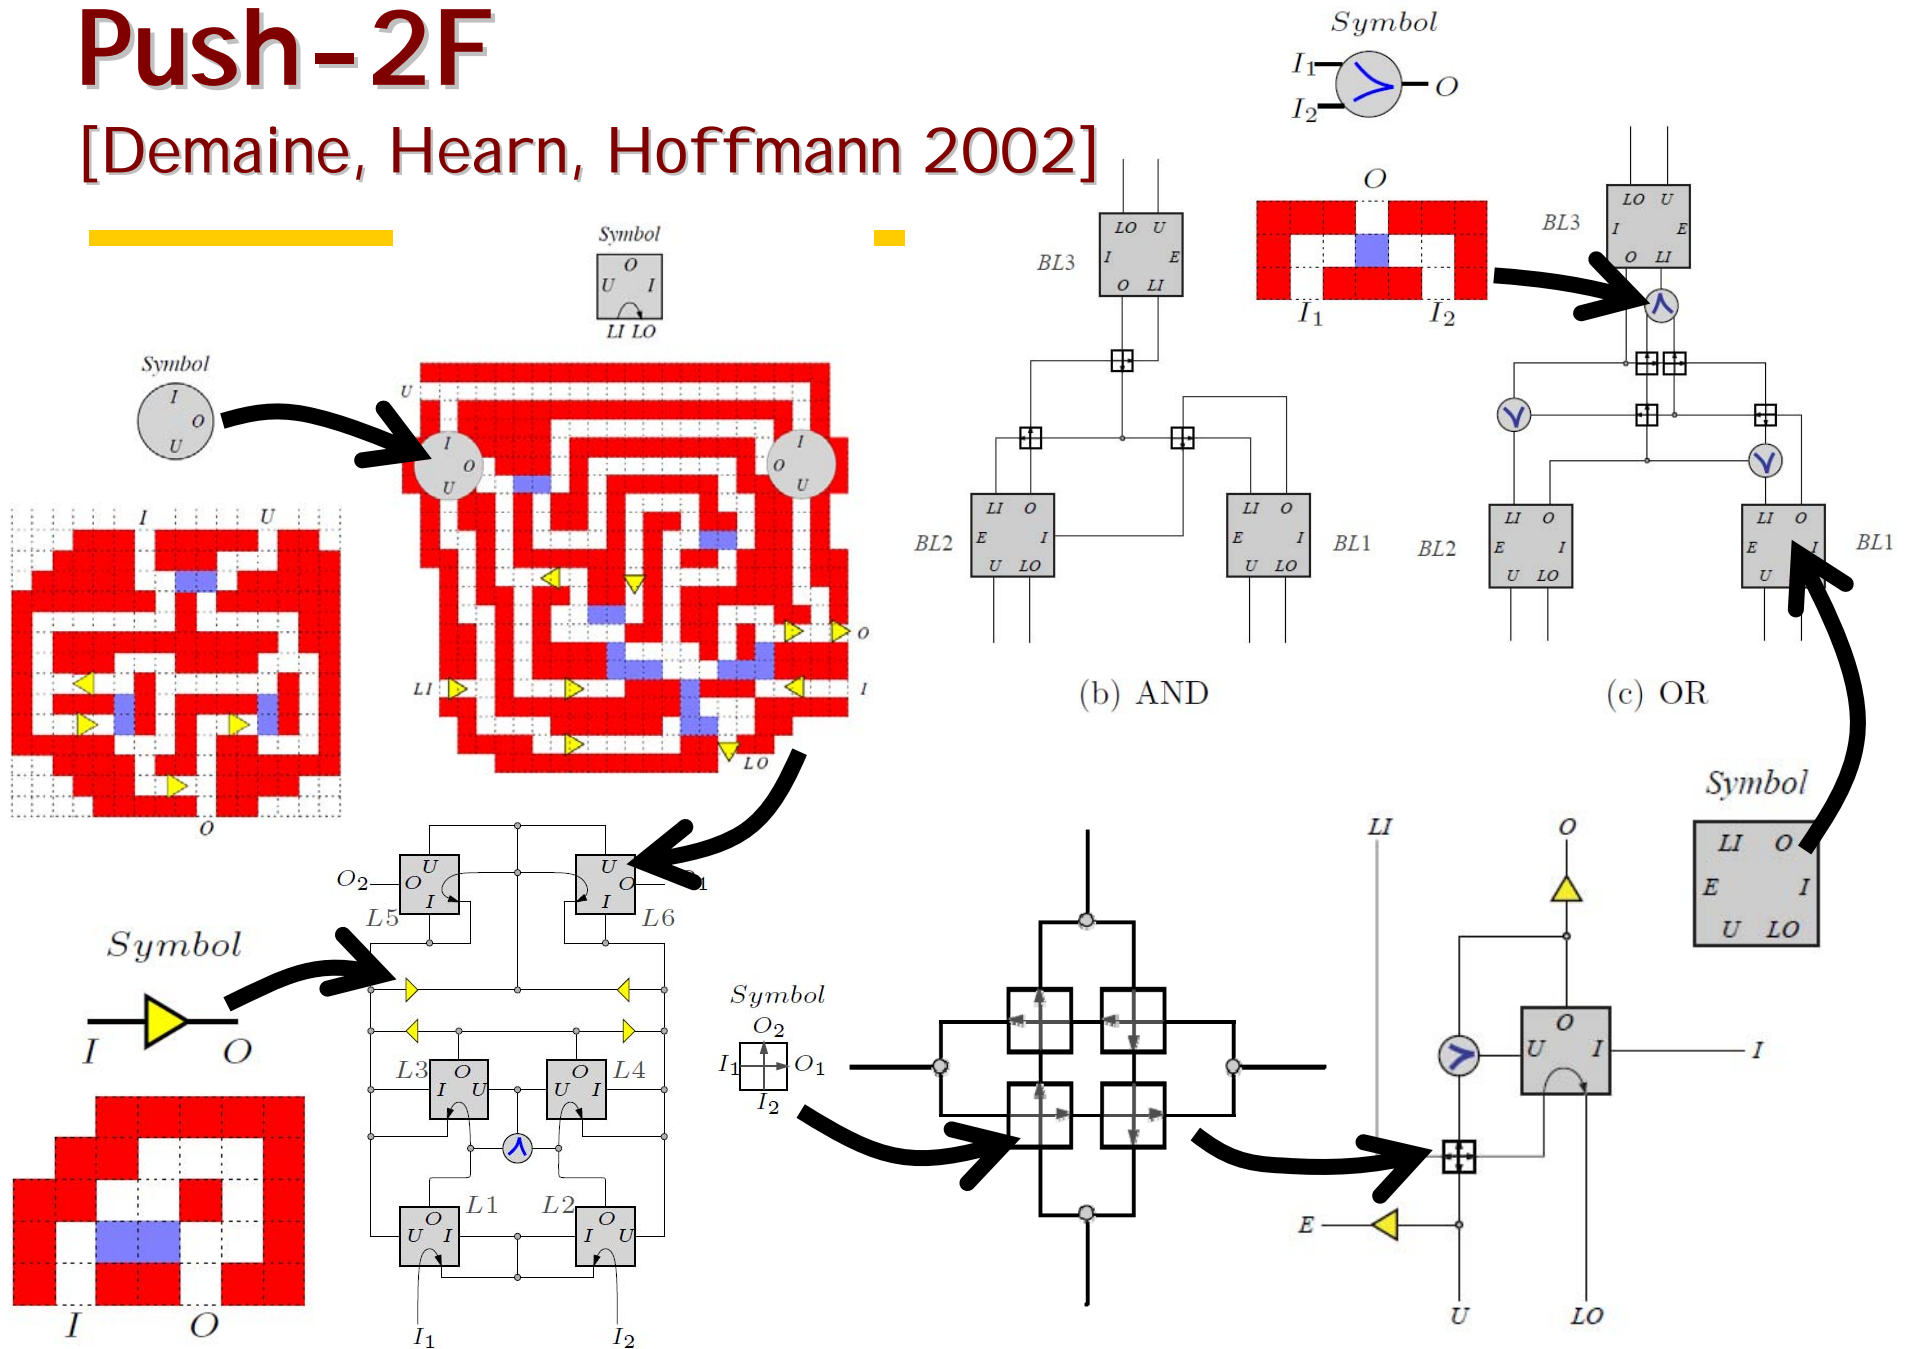 Push-2F
[Demaine, Hearn, Hoffmann 2002]
Symbol
I1
I2
O
Symbol
O
U I
LI LO
Symbol
I
O
U
U
I
O
U
I
O
U
O
LI
I
LO
I U
O
LO U
I E
O LI
BL3
LI O
E I
U LO
BL2
LI O
E I
U LO
BL1
(b) AND
O
I1 I2
LO U
I E
O LI
BL3
LI O
E I
U LO
BL2
LI O
E I
U
BL1
(c) OR
Symbol
I O
I O
O2
U
O
I
L5
U
O
I
1
L6
L3
O
I U
O
U I
L4
L1
O
U I
L2
O
I U
I1 I2
Symbol
O2
I1 O1
I2
LI
O
O
U I
I
E
U LO
Symbol
LI O
E I
U LO